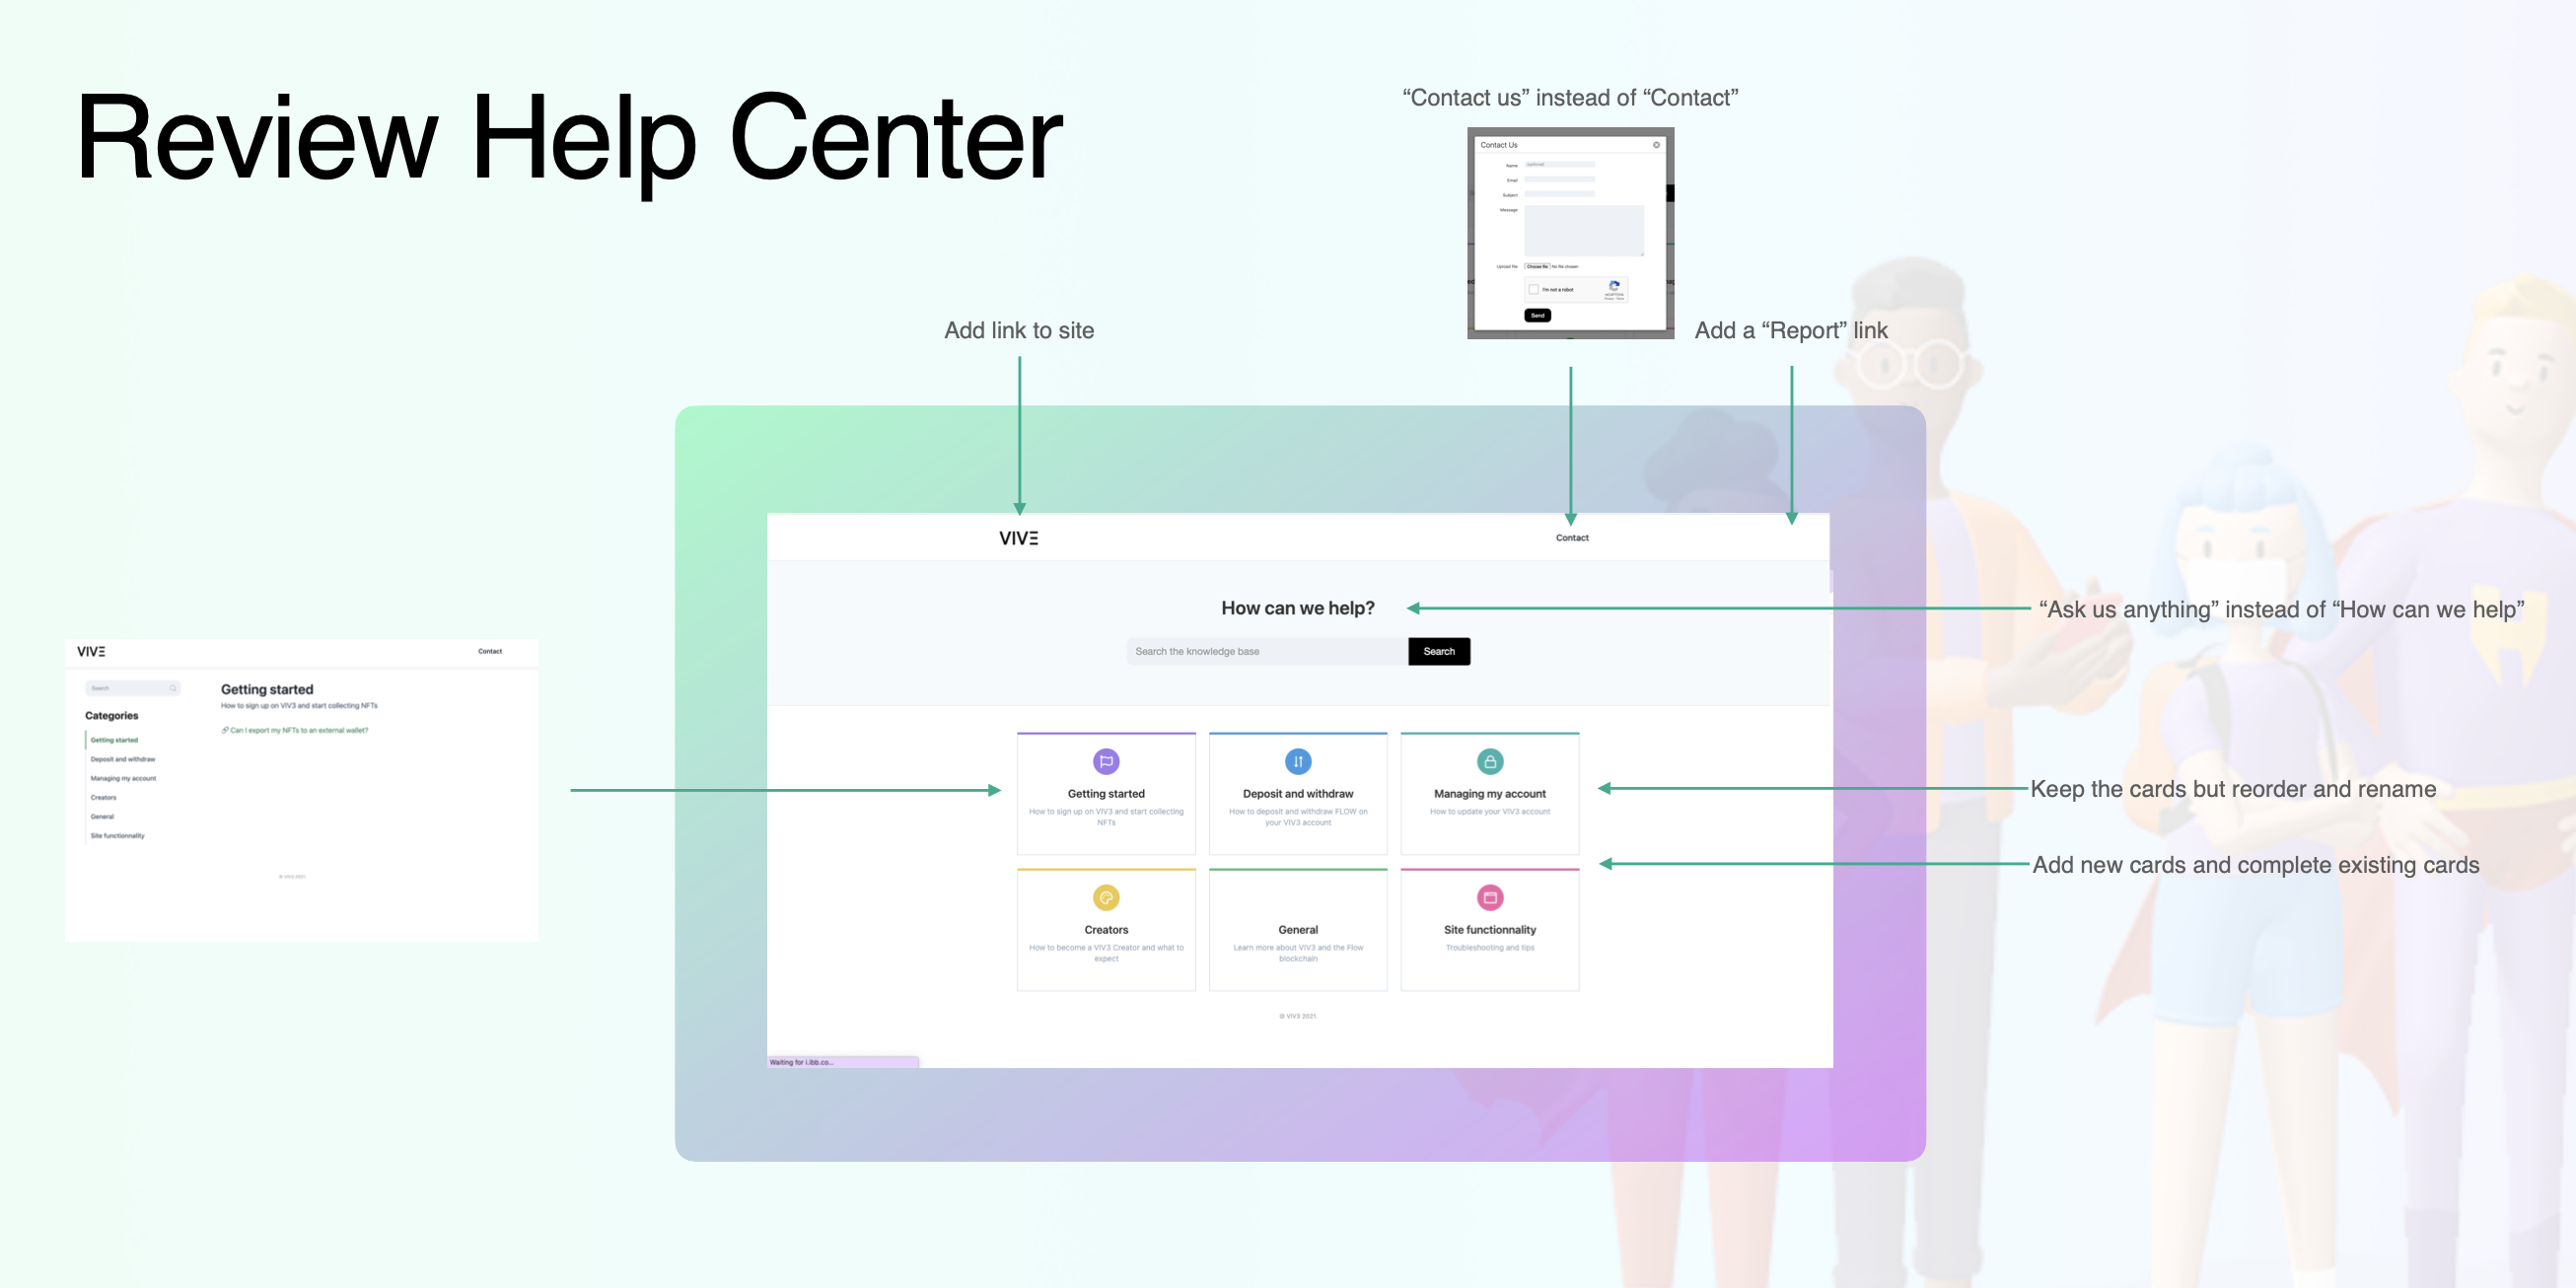 Review Help Center
“Contact us” instead of “Contact”
Contact Us
Name
(optional)
Email
Subject
Message
Upload file
Choose file No file chosen
I'm not a robot
reCAPTCHA
Privacy - Terms
Send
Add link to site
Add a “Report” link
VIVE
Contact
How can we help?
“Ask us anything” instead of “How can we help”
Search the knowledge base
Search
VIVE
Contact
Search
Getting started
How to sign up on VIV3 and start collecting NFTs
Can I export my NFTs to an external wallet?
Categories
Getting started
Deposit and withdraw
Managing my account
Creators
General
Site functionnality
© VIV3 2021
Getting started
How to sign up on VIV3 and start collecting
NFTs
Deposit and withdraw
How to deposit and withdraw FLOW on
your VIV3 account
Managing my account
How to update your VIV3 account
Keep the cards but reorder and rename
Add new cards and complete existing cards
Creators
How to become a VIV3 Creator and what to
expect
General
Learn more about VIV3 and the Flow
blockchain
Site functionnality
Troubleshooting and tips
© VIV3 2021
Waiting for i.ibb.co...